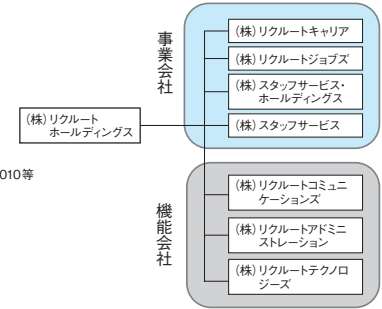 事業会社
(株)リクルートキャリア
(株)リクルートジョブズ
(株)スタッフサービス・
ホールディングス
(株)スタッフサービス
(株)リクルート
ホールディングス
010等
機能会社
(株)リクルートコミュニ
ケーションズ
(株)リクルートアドミニ
ストレーション
(株)リクルートテクノロ
ジーズ